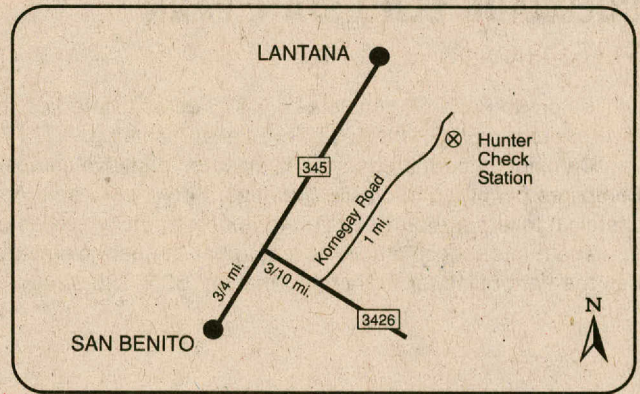 LANTANA
345
Hunter
Check
Station
Kornegay Road
1 mi.
3/4 mi.
3/10 mi.
3426
SAN BENITO
N